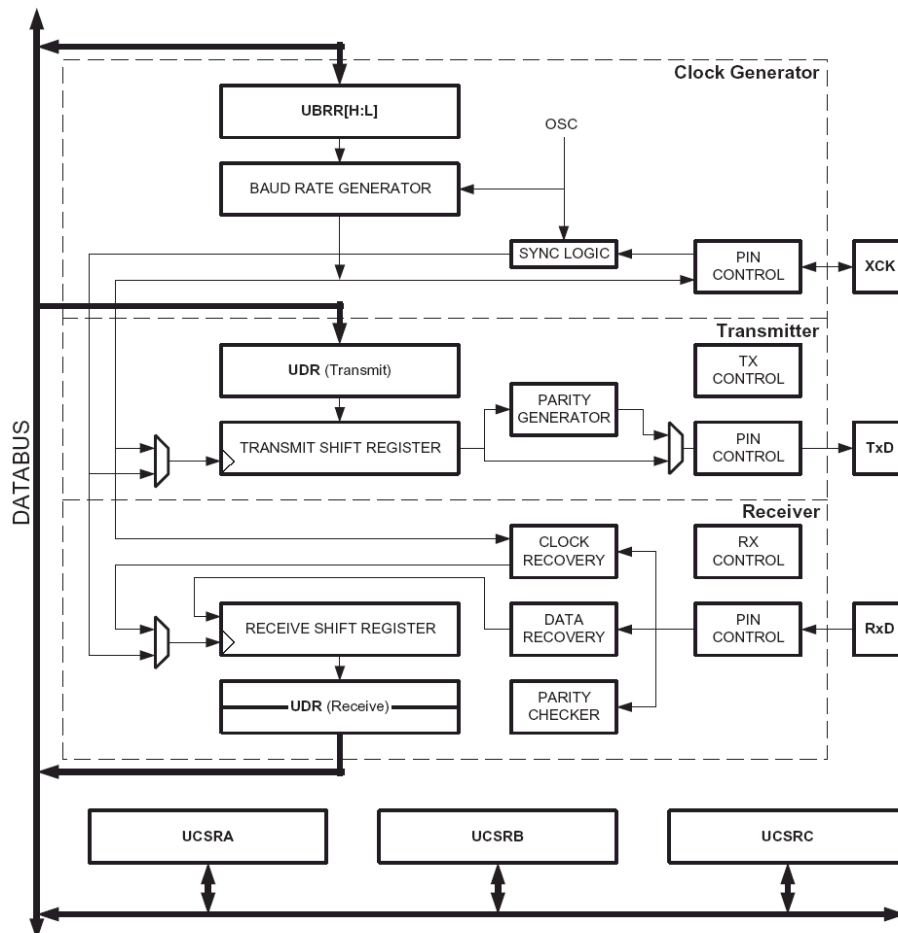 Clock Generator
UBRR[H:L]
OSC
BAUD RATE GENERATOR
SYNC LOGIC
PIN
CONTROL
XCK
Transmitter
UDR (Transmit)
TX
CONTROL
PARITY
GENERATOR
TRANSMIT SHIFT REGISTER
PIN
CONTROL
TxD
DATABUS
Receiver
CLOCK
RECOVERY
RX
CONTROL
RECEIVE SHIFT REGISTER
DATA
RECOVERY
PIN
CONTROL
RxD
UDR (Receive)
PARITY
CHECKER
UCSRA
UCSRB
UCSRC